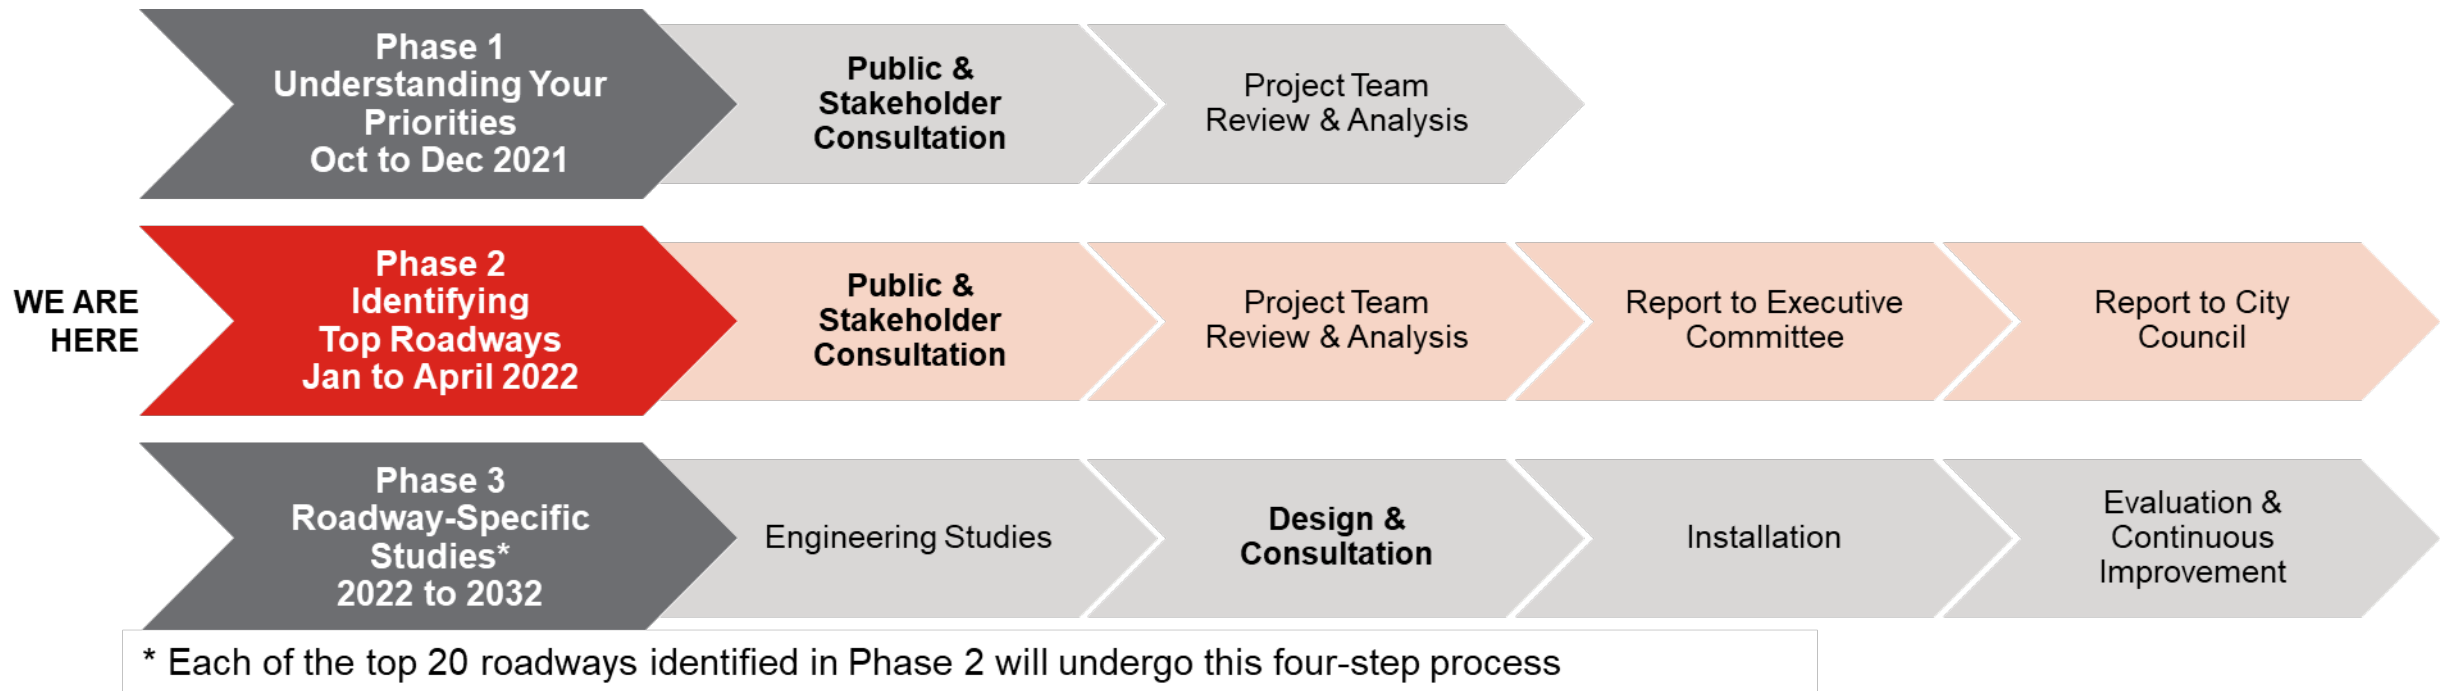 Phase 1
Understanding Your
Priorities
Oct to Dec 2021
Public &
Stakeholder
Consultation
Project Team
Review & Analysis
WE ARE
HERE
Phase 2
Identifying
Top Roadways
Jan to April 2022
Public &
Stakeholder
Consultation
Project Team
Review & Analysis
Report to Executive
Committee
Report to City
Council
Phase 3
Roadway-Specific
Studies*
2022 to 2032
Engineering Studies
Design &
Consultation
Installation
Evaluation &
Continuous
Improvement
* Each of the top 20 roadways identified in Phase 2 will undergo this four-step process